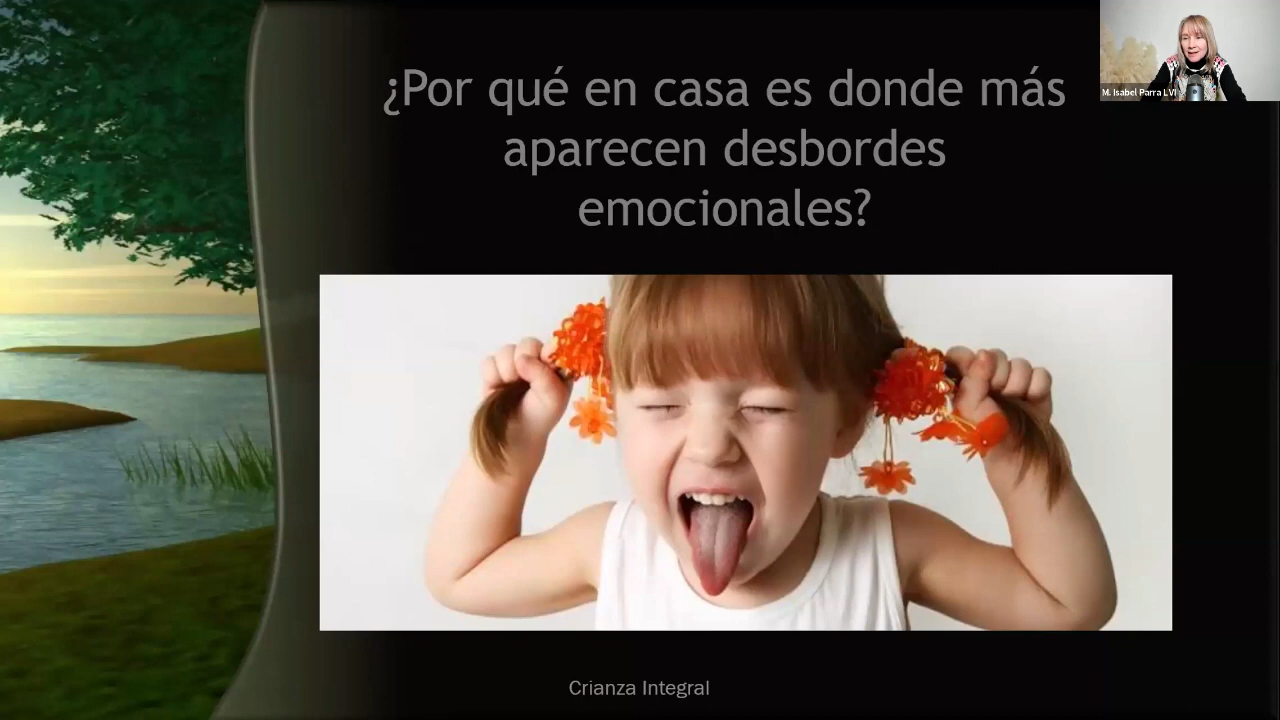 ¿Por qué en casa es donde más
aparecen desbordes
emocionales?
M. Isabel Parra LVI
Crianza Integral